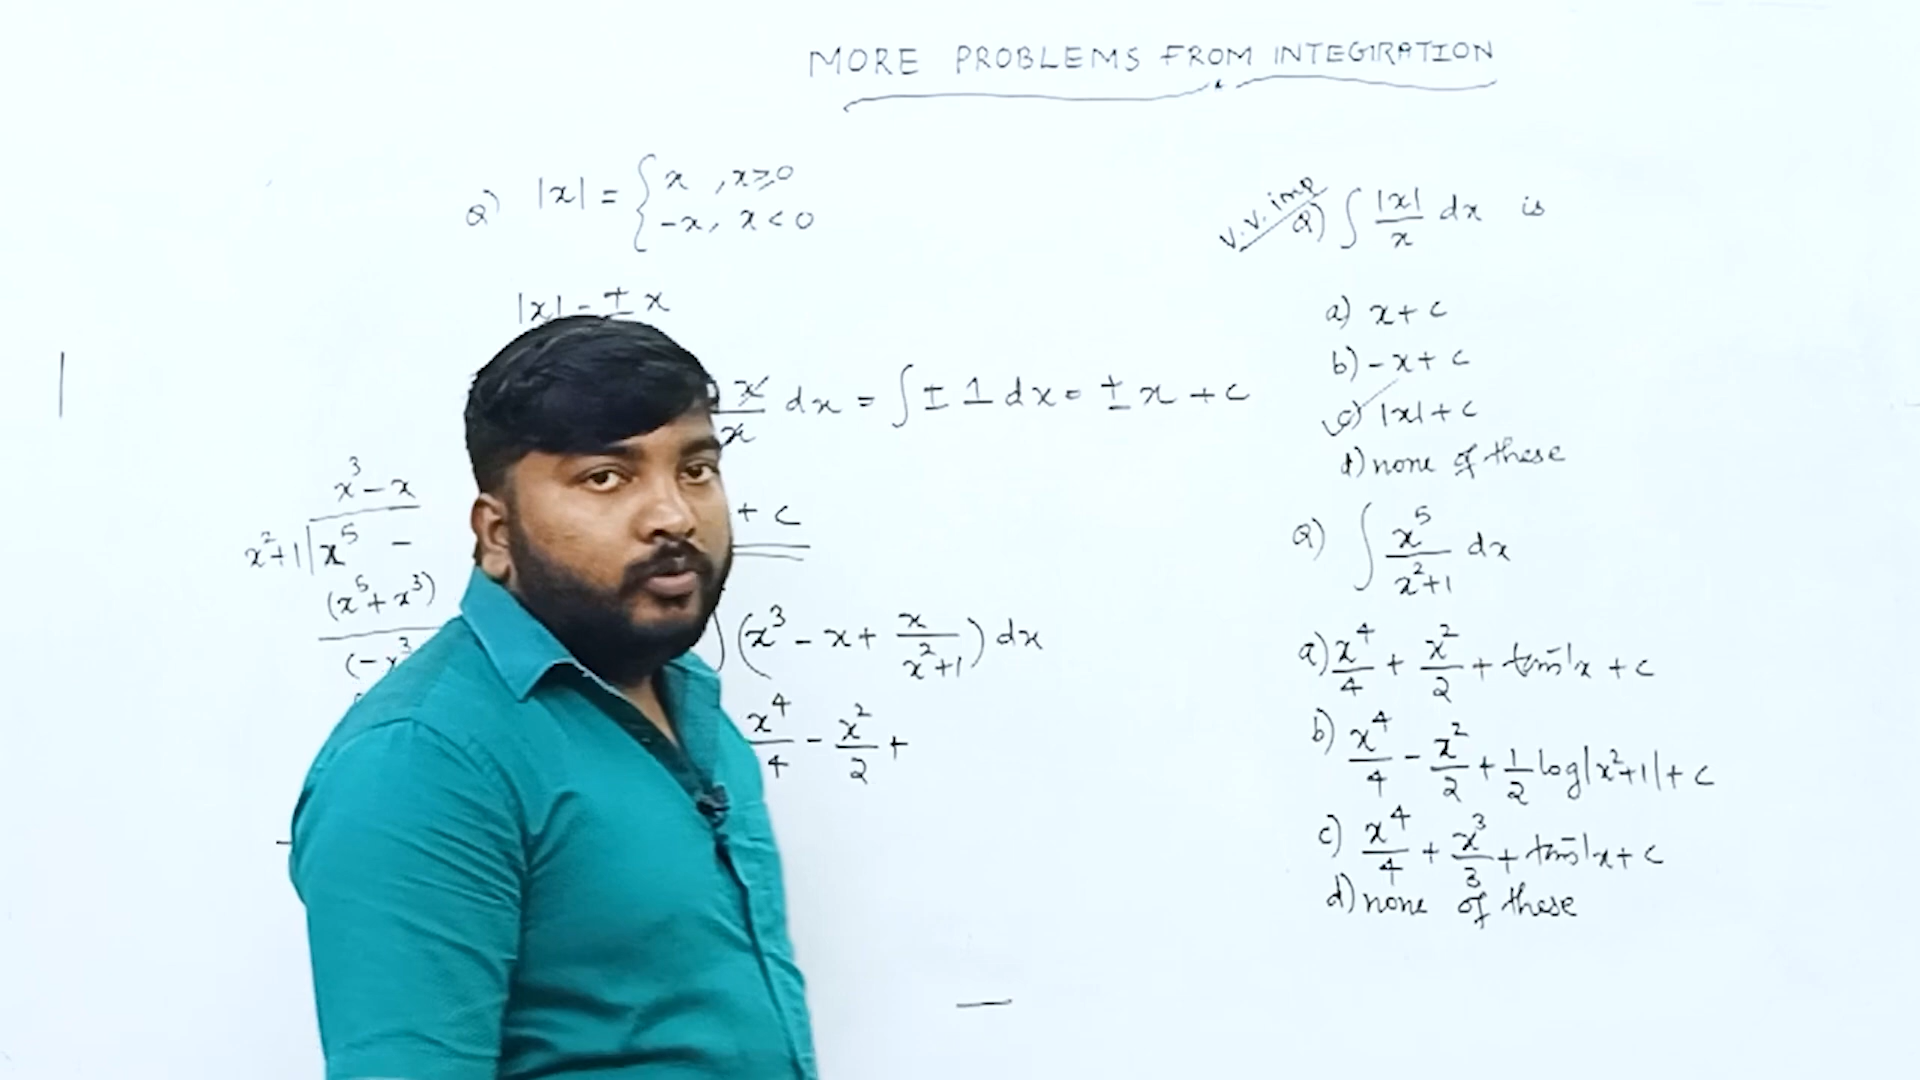 MORE PROBLEMS FROM INTEGRATION
Q) |x| = { x , x≥0
-x, x<0
|x| = ± x
x/x dx = ∫ ± 1 dx = ± x + c
+ c
x³ - x
x²+1 | x⁵ -
(x⁵+x³)
(-x³
(x³ - x + x/(x²+1)) dx
x⁴/4 - x²/2 +
V.V. imp
Q) ∫ |x|/x dx is
a) x + c
b) -x + c
c) |x| + c
d) none of these
Q) ∫ x⁵/(x²+1) dx
a) x⁴/4 + x²/2 + tan⁻¹x + c
b) x⁴/4 - x²/2 + 1/2 log|x²+1| + c
c) x⁴/4 + x³/3 + tan⁻¹x + c
d) none of these